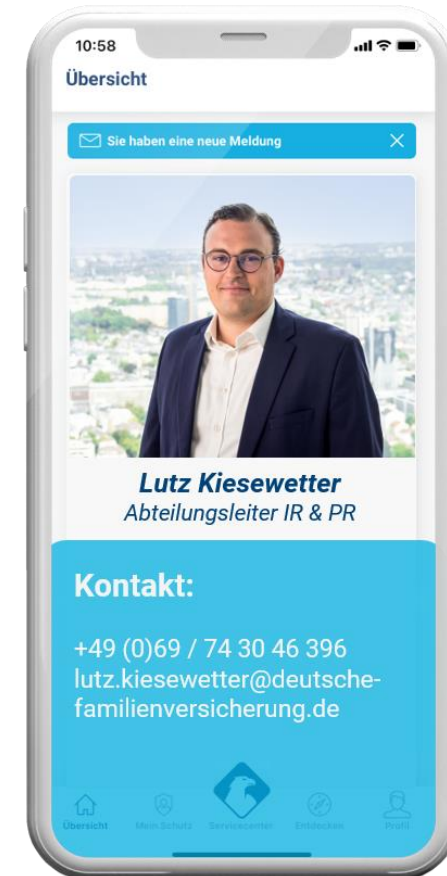 10:58
Übersicht
Sie haben eine neue Meldung
Lutz Kiesewetter
Abteilungsleiter IR & PR
Kontakt:
+49 (0)69 / 74 30 46 396
lutz.kiesewetter@deutsche-
familienversicherung.de
Übersicht Mein Schutz Servicecenter Entdecken Profil